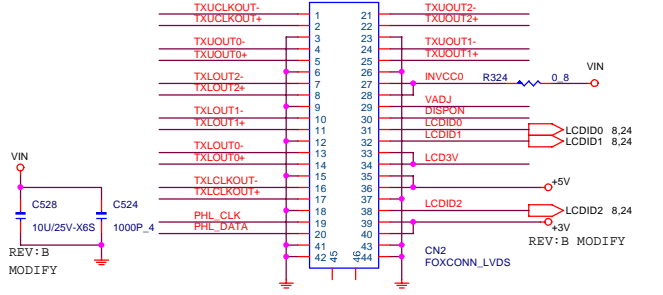 TXUCLKOUT- 1 21 TXUOUT2-
TXUCLKOUT+ 2 22 TXUOUT2+
3 23
TXUOUT0- 4 24 TXUOUT1-
TXUOUT0+ 5 25 TXUOUT1+
6 26
TXLOUT2- 7 27 INVCC0 R324 0_8 VIN
TXLOUT2+ 8 28
9 29 VADJ
TXLOUT1- 10 30 DISPON
TXLOUT1+ 11 31 LCDID0 LCDID0 8,24
12 32 LCDID1 LCDID1 8,24
TXLOUT0- 13 33
TXLOUT0+ 14 34 LCD3V
15 35
TXLCLKOUT- 16 36 +5V
TXLCLKOUT+ 17 37
18 38 LCDID2 LCDID2 8,24
PHL_CLK 19 39 +3V
PHL_DATA 20 40
REV:B MODIFY
41 43
42 45 46 44
CN2
FOXCONN_LVDS
VIN
C528
10U/25V-X6S
C524
1000P_4
REV:B
MODIFY